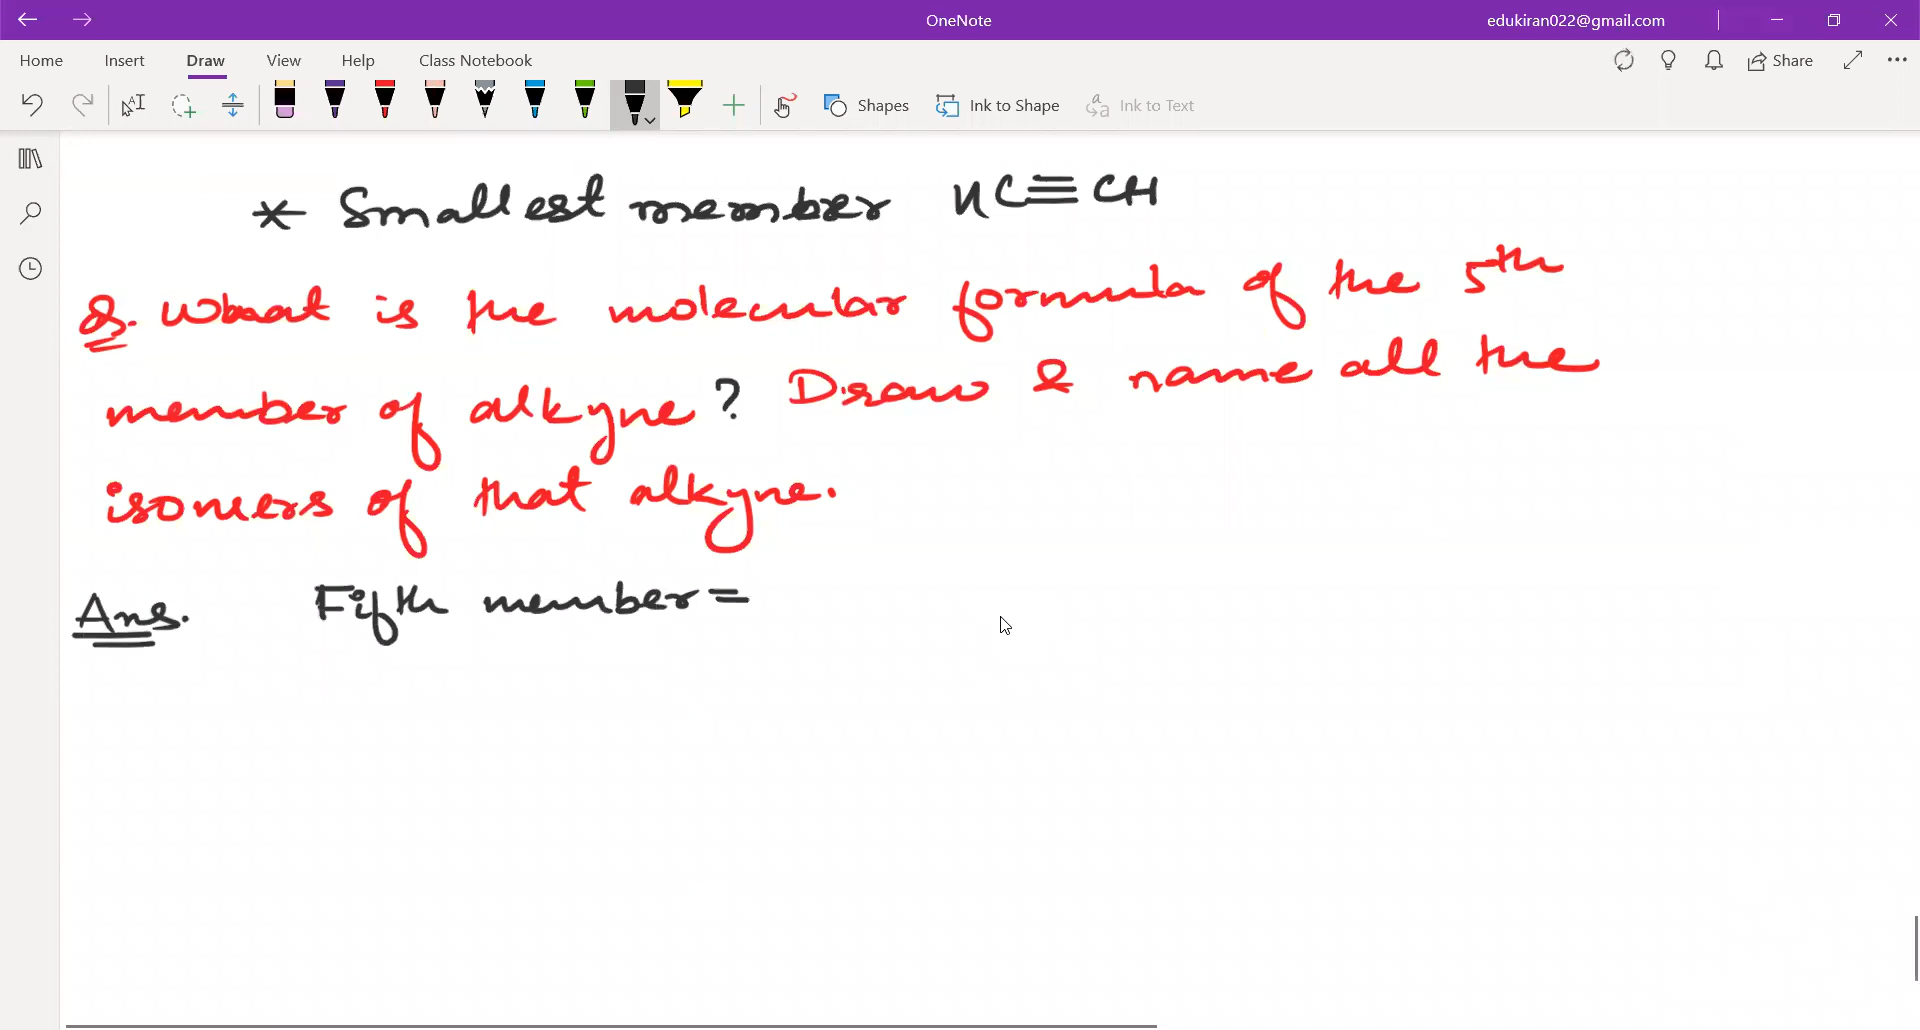 OneNote
edukiran022@gmail.com
Home Insert Draw View Help Class Notebook
Share
Shapes Ink to Shape Ink to Text
* Smallest member HC≡CH
Q. What is the molecular formula of the 5th
member of alkyne? Draw & name all the
isomers of that alkyne.
Ans. Fifth member =